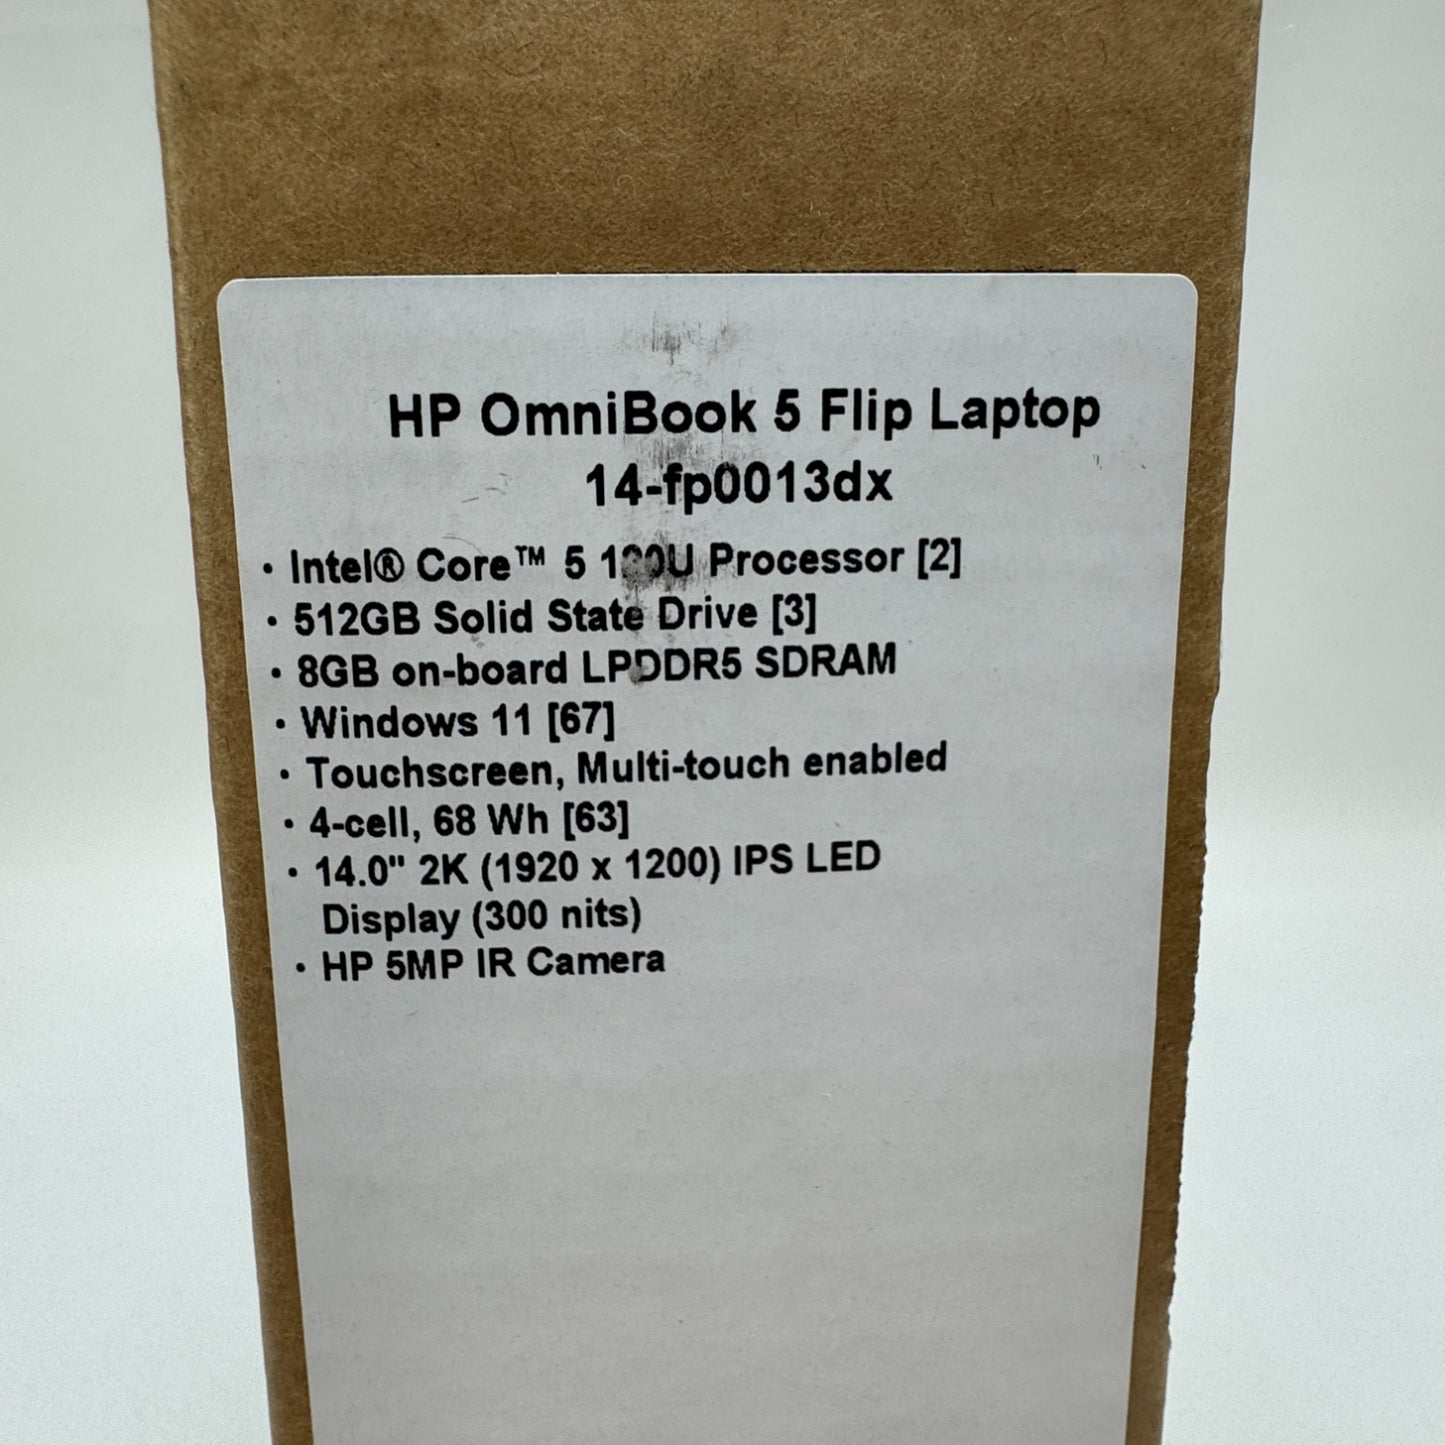 HP OmniBook 5 Flip Laptop
14-fp0013dx
· Intel® Core™ 5 120U Processor [2]
· 512GB Solid State Drive [3]
· 8GB on-board LPDDR5 SDRAM
· Windows 11 [67]
· Touchscreen, Multi-touch enabled
· 4-cell, 68 Wh [63]
· 14.0" 2K (1920 x 1200) IPS LED
Display (300 nits)
· HP 5MP IR Camera